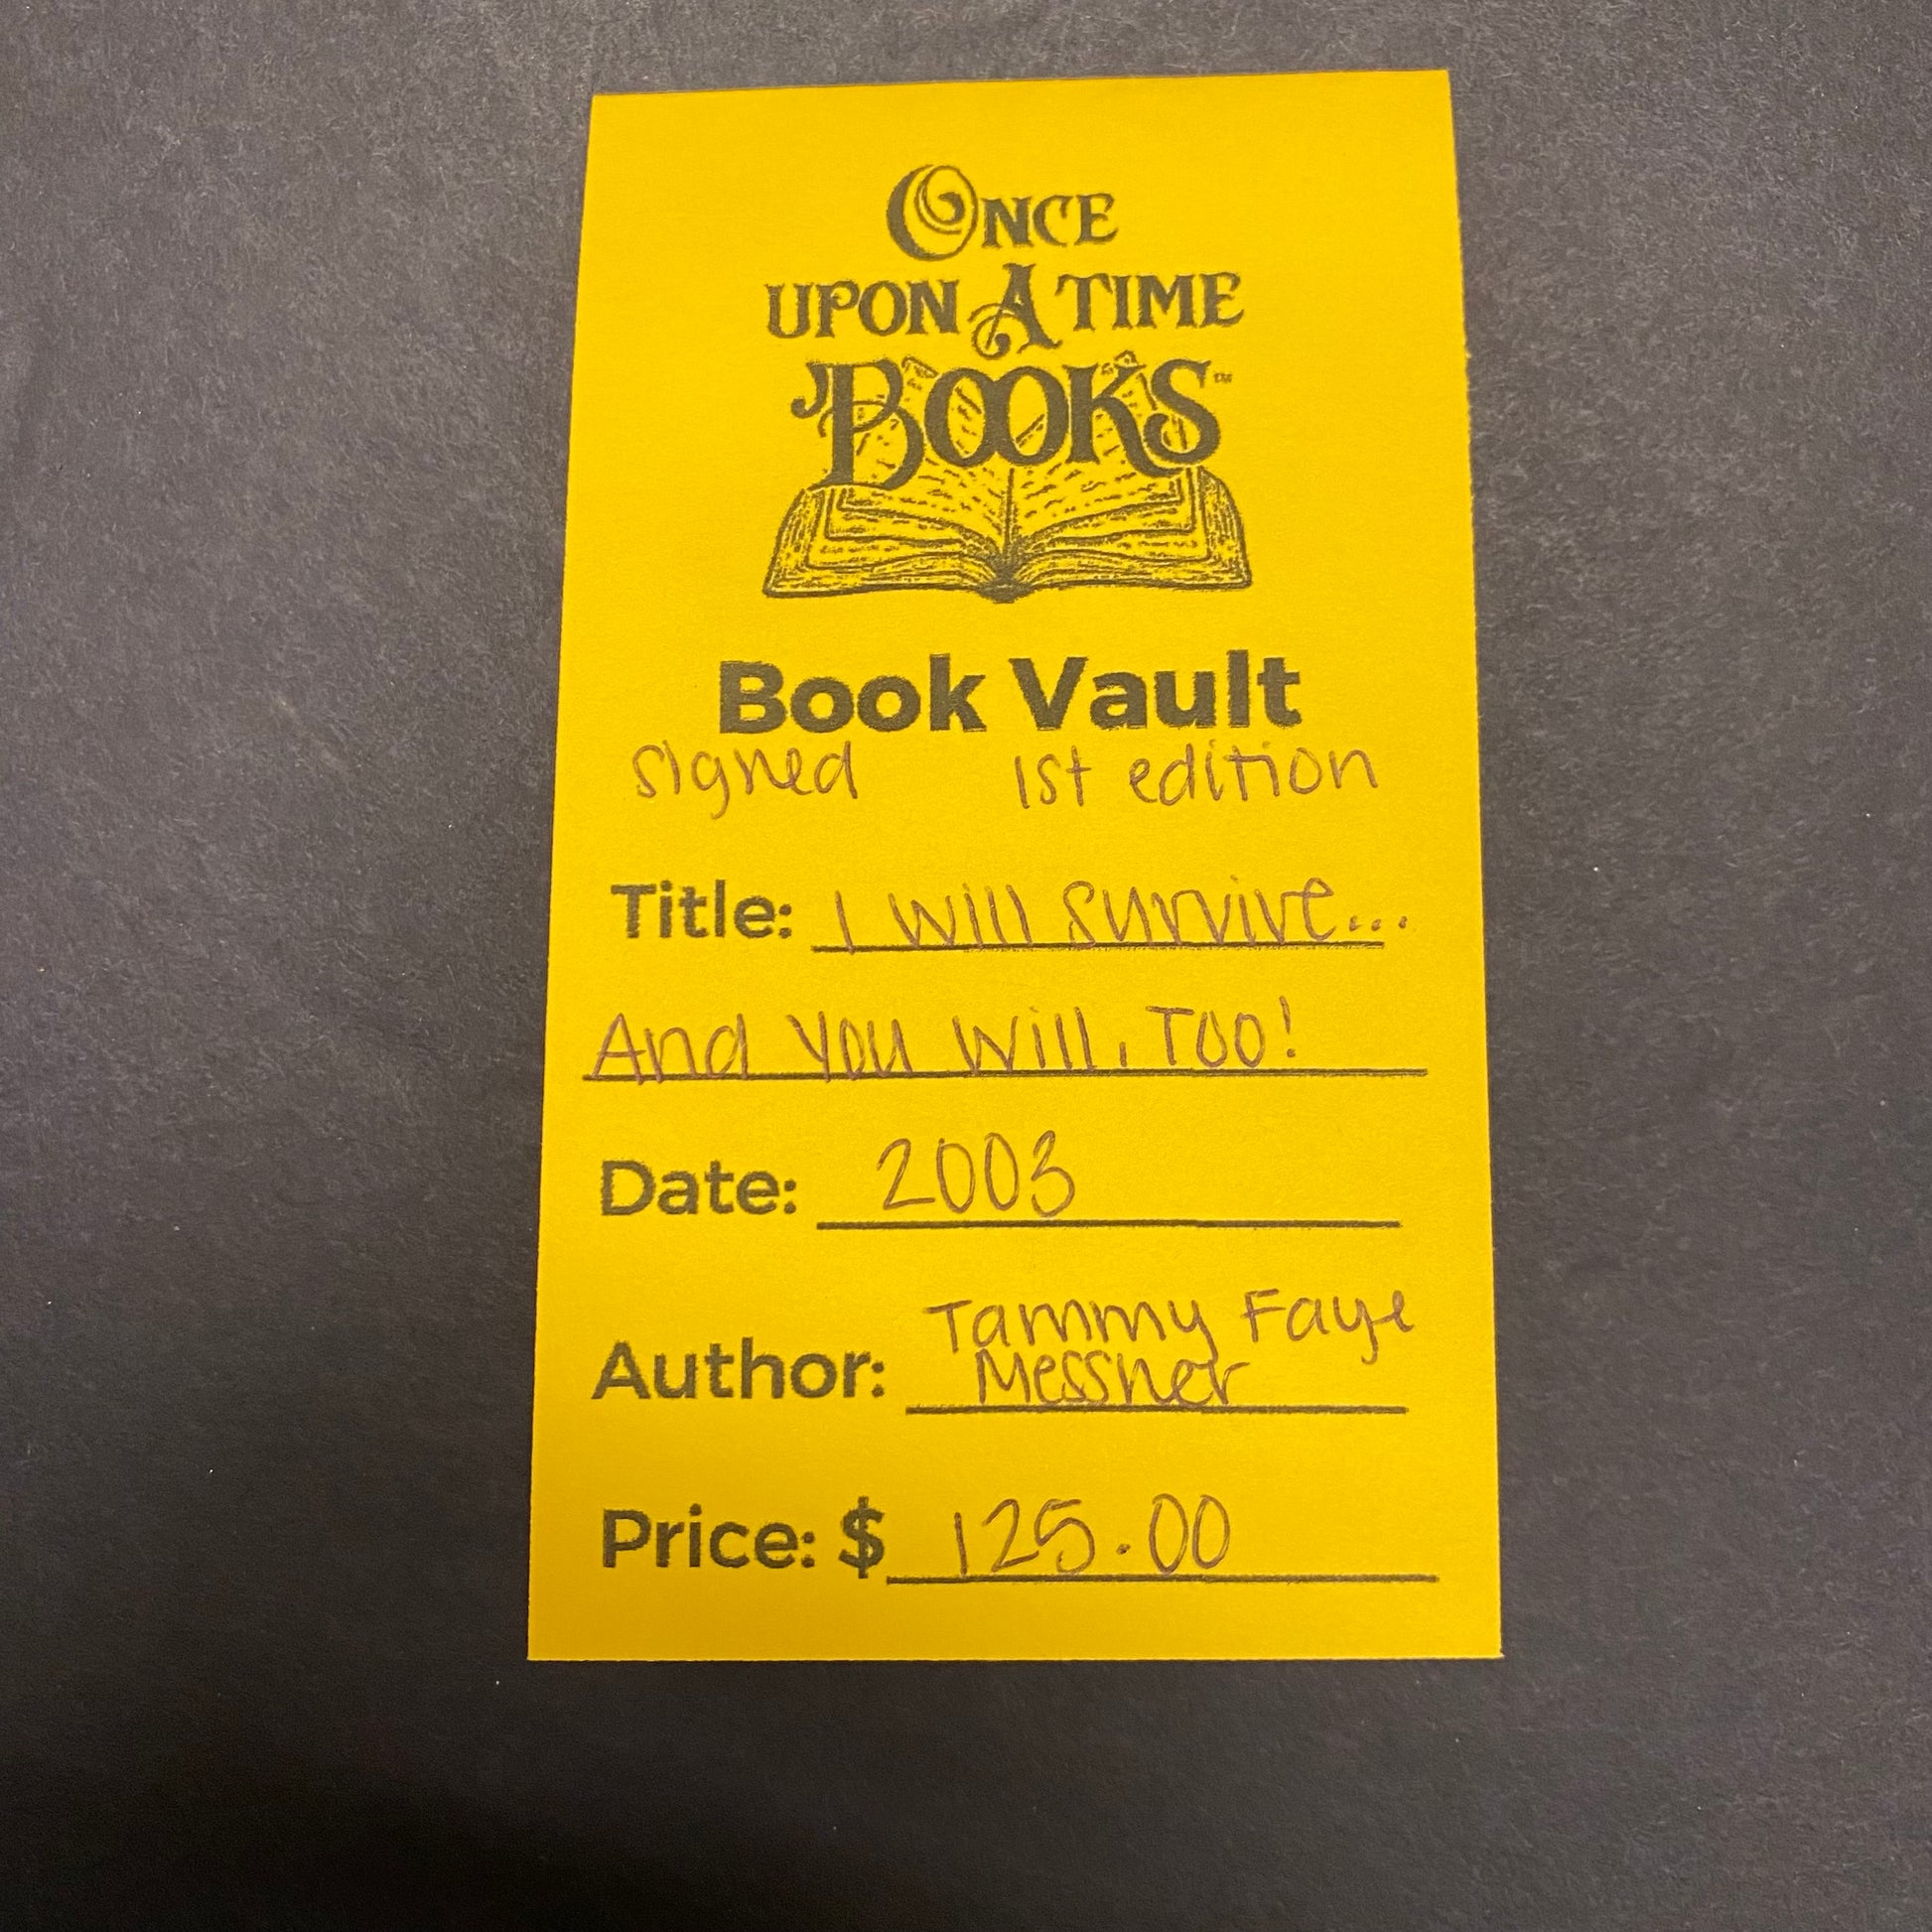 ONCE
UPON A TIME
BOOKS™
Book Vault
signed 1st edition
Title: I will survive...
And You Will, Too!
Date: 2003
Tammy Faye
Author: Messner
Price: $ 125.00